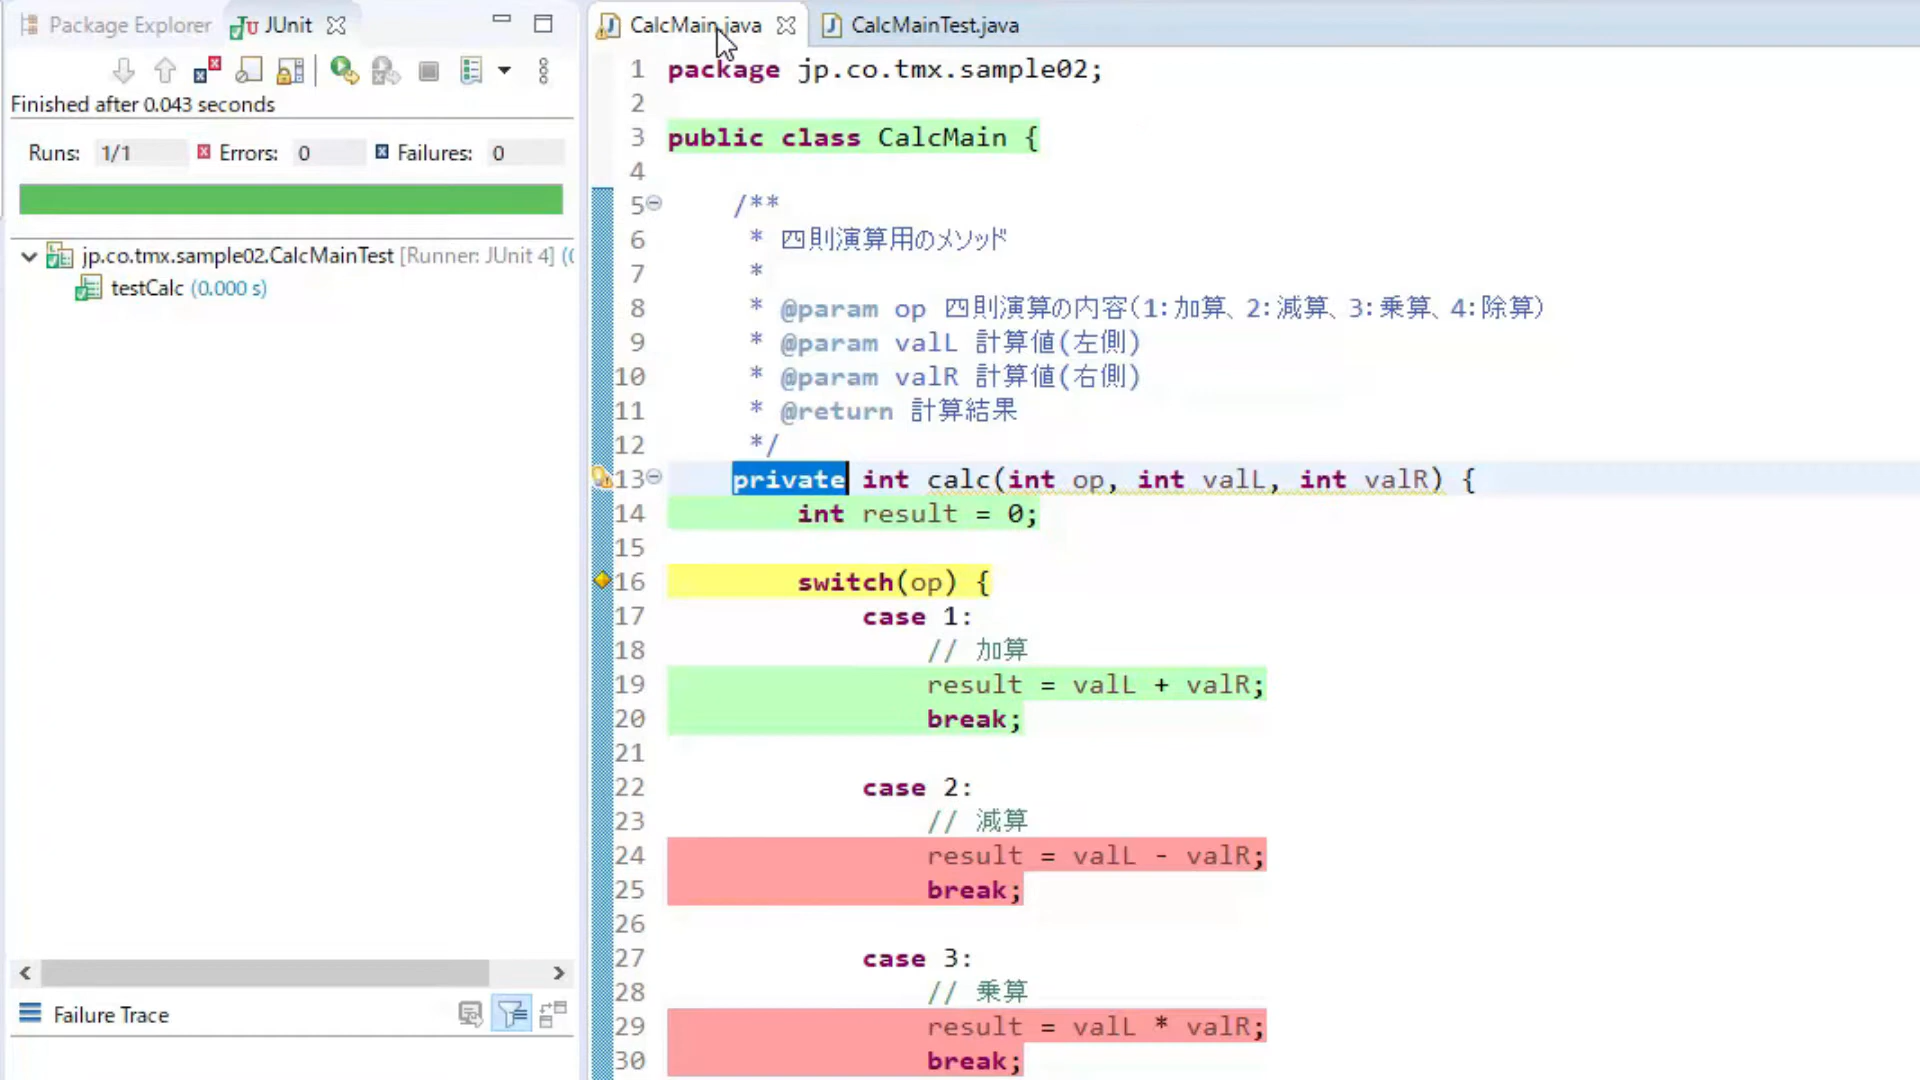 Package Explorer JUnit
Finished after 0.043 seconds
Runs: 1/1 Errors: 0 Failures: 0
jp.co.tmx.sample02.CalcMainTest [Runner: JUnit 4] (0
testCalc (0.000 s)
Failure Trace
CalcMain.java CalcMainTest.java
1 package jp.co.tmx.sample02;
2
3 public class CalcMain {
4
5 /**
6 * 四則演算用のメソッド
7 *
8 * @param op 四則演算の内容(1:加算、2:減算、3:乗算、4:除算)
9 * @param valL 計算値(左側)
10 * @param valR 計算値(右側)
11 * @return 計算結果
12 */
13 private int calc(int op, int valL, int valR) {
14 int result = 0;
15
16 switch(op) {
17 case 1:
18 // 加算
19 result = valL + valR;
20 break;
21
22 case 2:
23 // 減算
24 result = valL - valR;
25 break;
26
27 case 3:
28 // 乗算
29 result = valL * valR;
30 break;